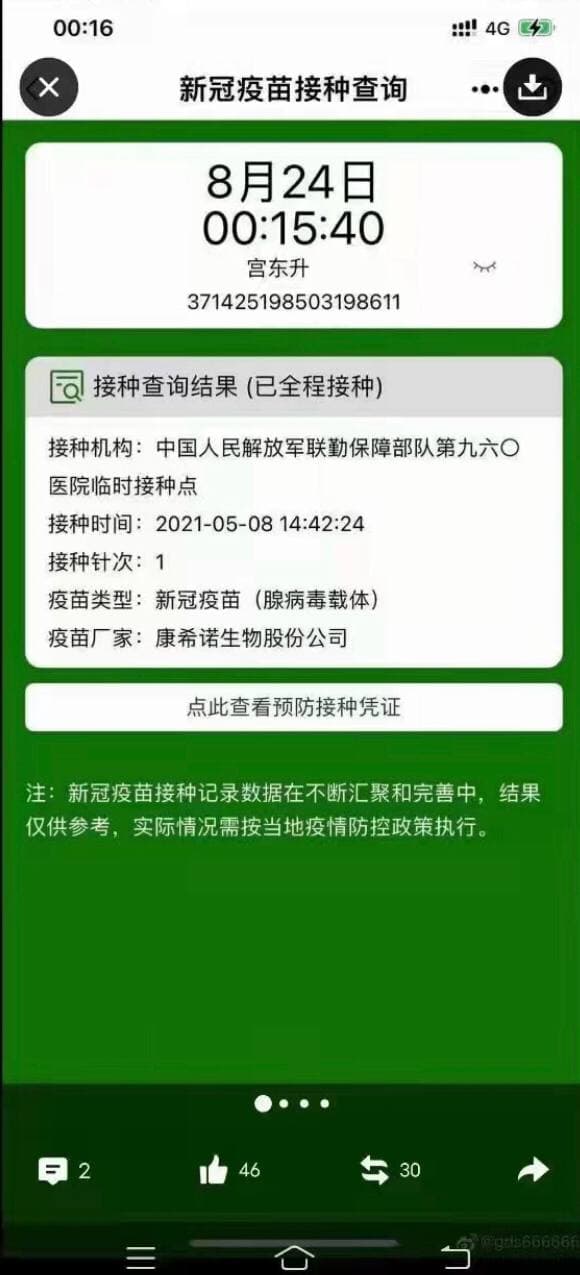 00:16
4G
新冠疫苗接种查询
8月24日
00:15:40
宫东升
371425198503198611
接种查询结果 (已全程接种)
接种机构：中国人民解放军联勤保障部队第九六〇
医院临时接种点
接种时间：2021-05-08 14:42:24
接种针次：1
疫苗类型：新冠疫苗（腺病毒载体）
疫苗厂家：康希诺生物股份公司
点此查看预防接种凭证
注：新冠疫苗接种记录数据在不断汇聚和完善中，结果
仅供参考，实际情况需按当地疫情防控政策执行。
2
46
30
@gds666666